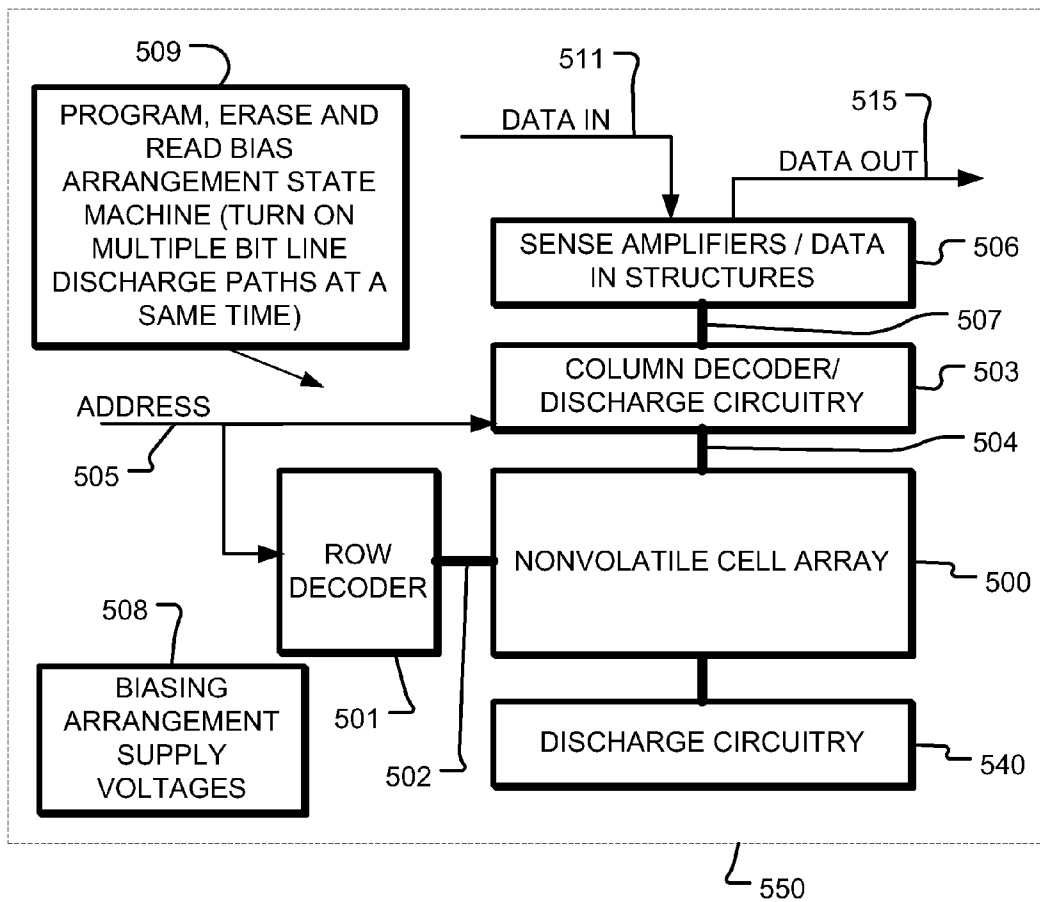 509
PROGRAM, ERASE AND
READ BIAS
ARRANGEMENT STATE
MACHINE (TURN ON
MULTIPLE BIT LINE
DISCHARGE PATHS AT A
SAME TIME)
511
DATA IN
515
DATA OUT
SENSE AMPLIFIERS / DATA
IN STRUCTURES
506
507
COLUMN DECODER/
DISCHARGE CIRCUITRY
503
ADDRESS
505
504
ROW
DECODER
501
502
NONVOLATILE CELL ARRAY
500
508
BIASING
ARRANGEMENT
SUPPLY
VOLTAGES
DISCHARGE CIRCUITRY
540
550